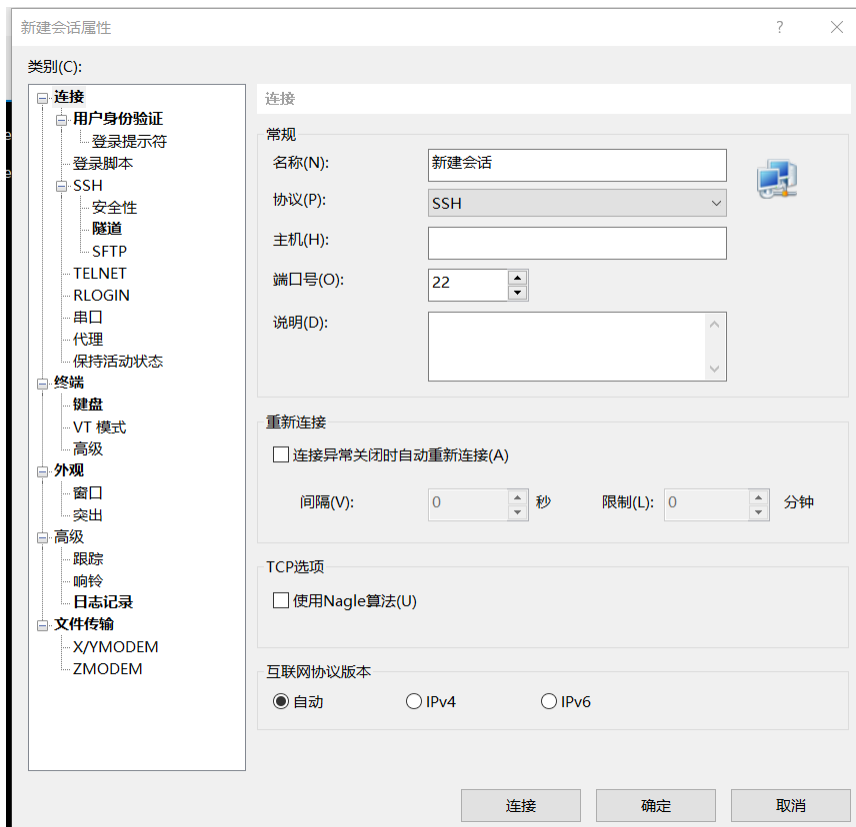 新建会话属性
类别(C):
连接
用户身份验证
登录提示符
登录脚本
SSH
安全性
隧道
SFTP
TELNET
RLOGIN
串口
代理
保持活动状态
终端
键盘
VT 模式
高级
外观
窗口
突出
高级
跟踪
响铃
日志记录
文件传输
X/YMODEM
ZMODEM
连接
常规
名称(N): 新建会话
协议(P): SSH
主机(H):
端口号(O): 22
说明(D):
重新连接
连接异常关闭时自动重新连接(A)
间隔(V): 0 秒 限制(L): 0 分钟
TCP选项
使用Nagle算法(U)
互联网协议版本
自动 IPv4 IPv6
连接 确定 取消